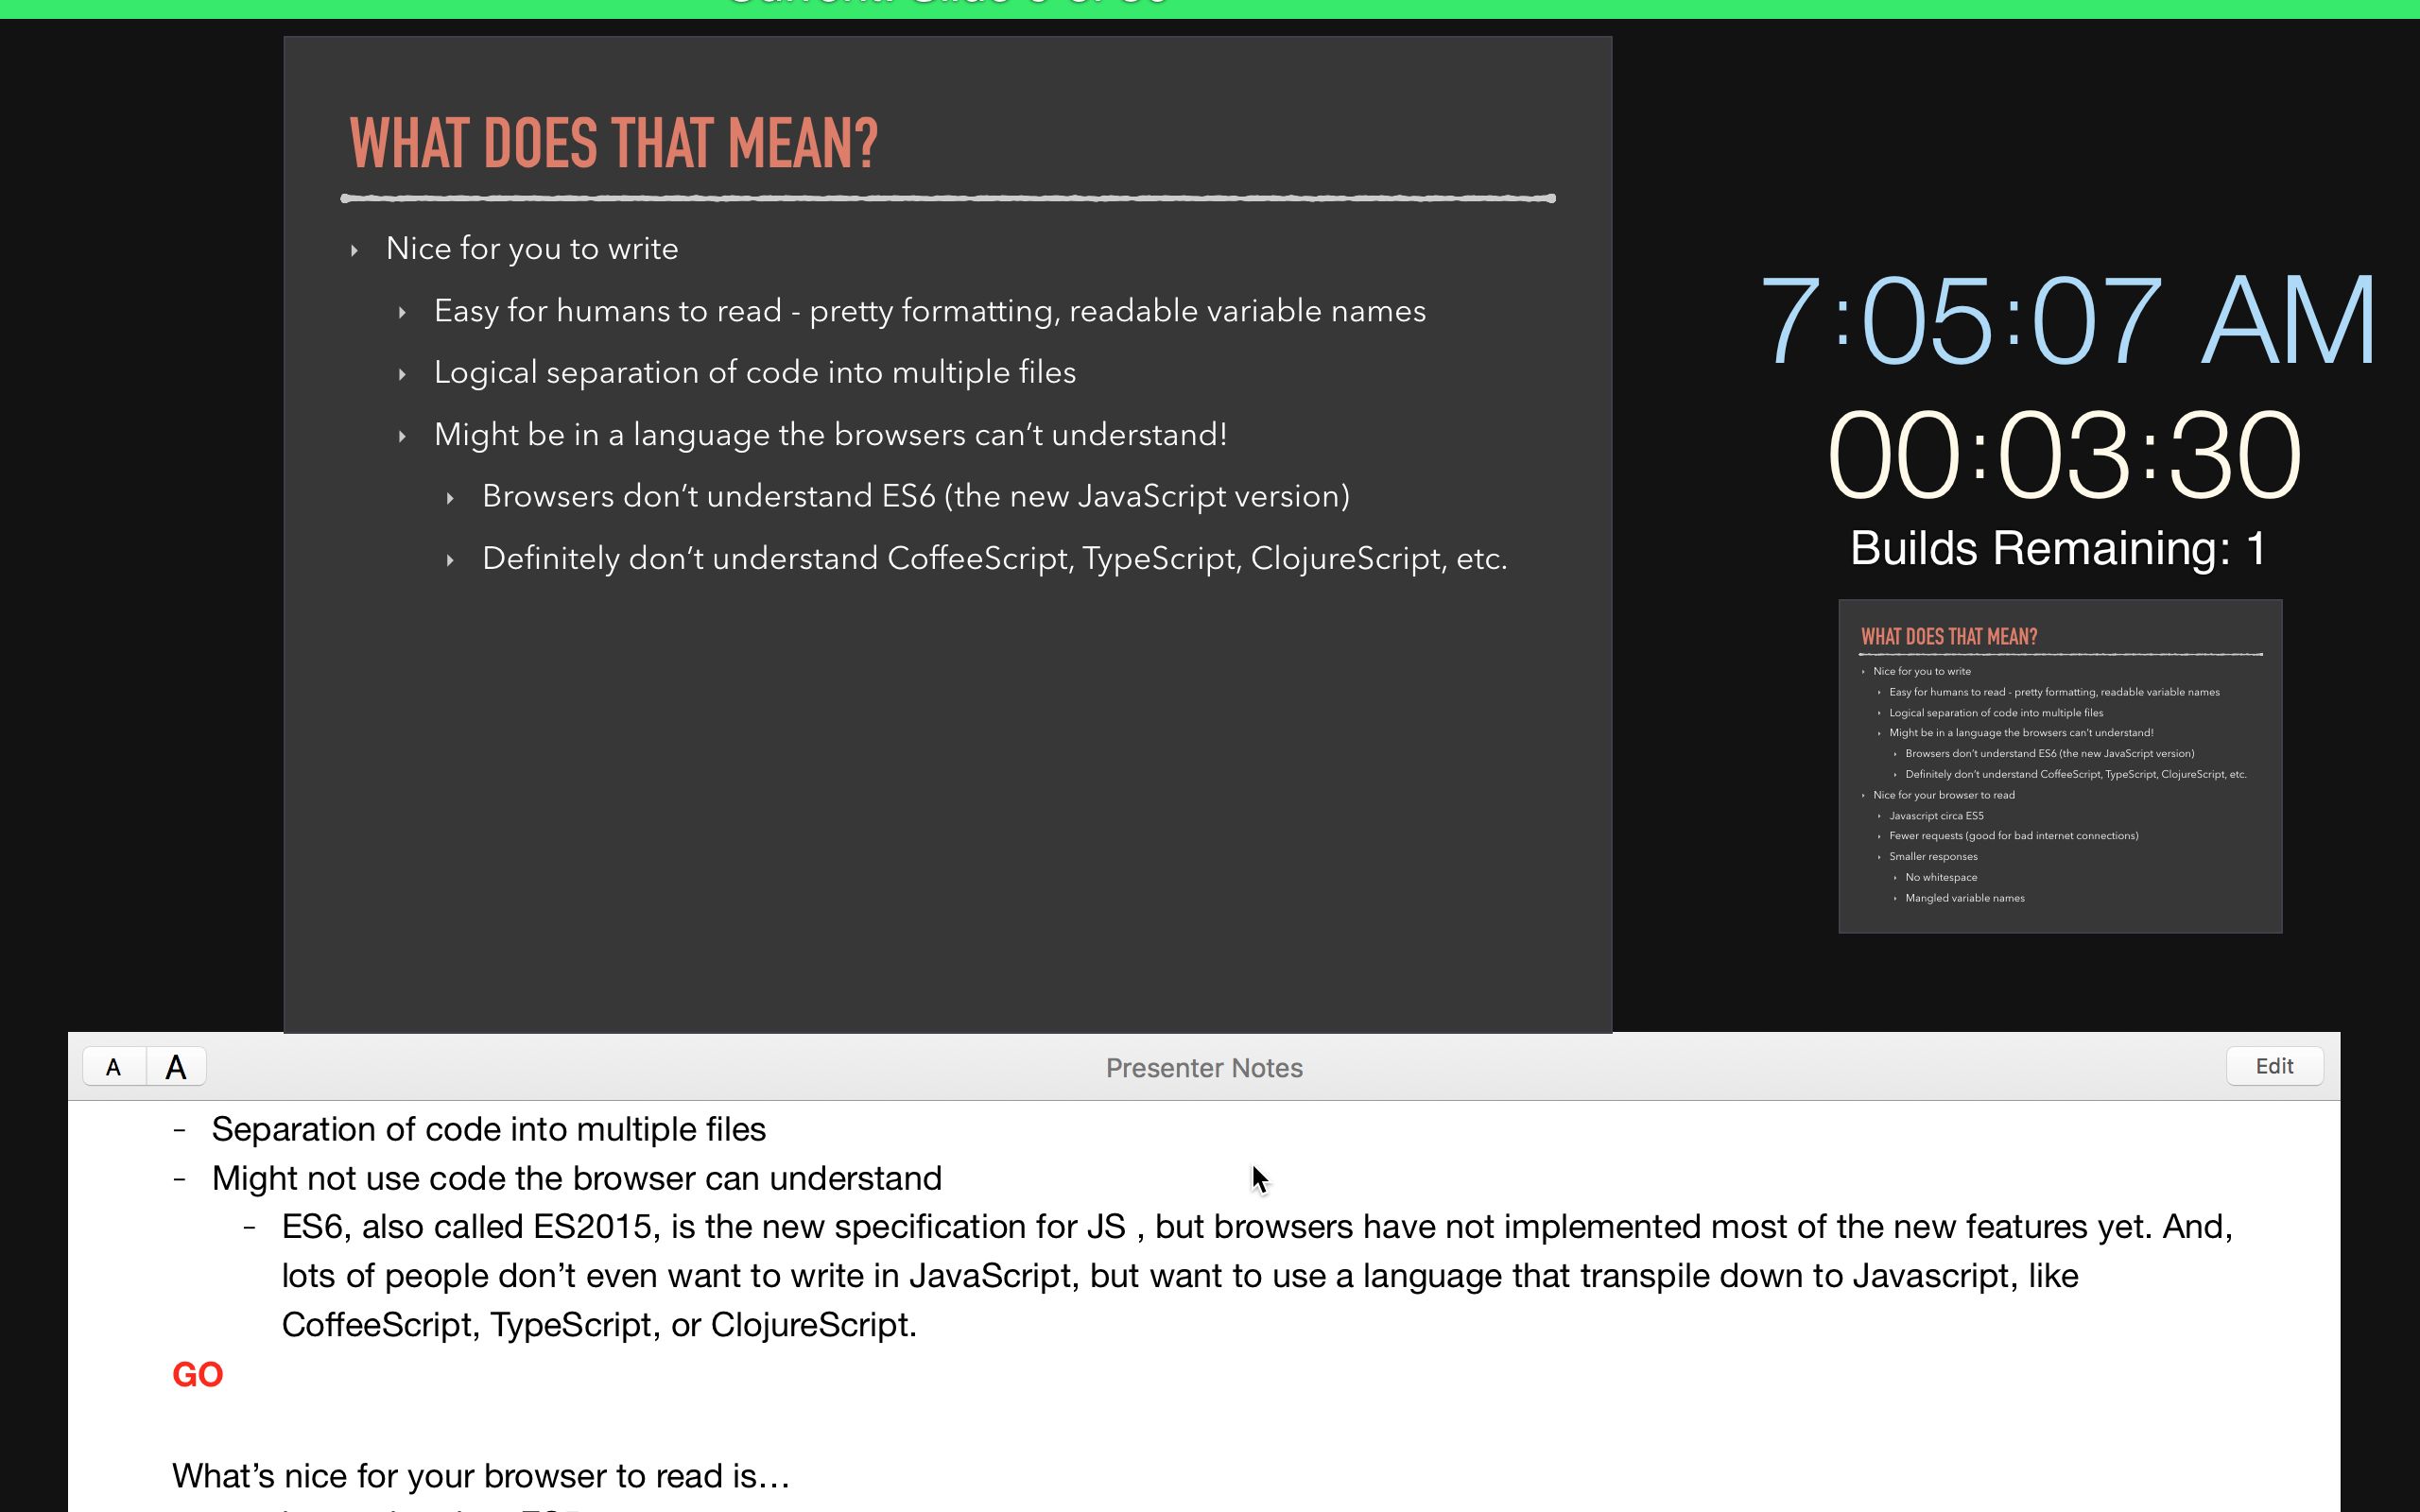 WHAT DOES THAT MEAN?
Nice for you to write
Easy for humans to read - pretty formatting, readable variable names
Logical separation of code into multiple files
Might be in a language the browsers can’t understand!
Browsers don’t understand ES6 (the new JavaScript version)
Definitely don’t understand CoffeeScript, TypeScript, ClojureScript, etc.
7:05:07 AM
00:03:30
Builds Remaining: 1
WHAT DOES THAT MEAN?
Nice for you to write
Easy for humans to read - pretty formatting, readable variable names
Logical separation of code into multiple files
Might be in a language the browsers can’t understand!
Browsers don’t understand ES6 (the new JavaScript version)
Definitely don’t understand CoffeeScript, TypeScript, ClojureScript, etc.
Nice for your browser to read
Javascript circa ES5
Fewer requests (good for bad internet connections)
Smaller responses
No whitespace
Mangled variable names
A A
Presenter Notes
Edit
- Separation of code into multiple files
- Might not use code the browser can understand
- ES6, also called ES2015, is the new specification for JS , but browsers have not implemented most of the new features yet. And,
lots of people don’t even want to write in JavaScript, but want to use a language that transpile down to Javascript, like
CoffeeScript, TypeScript, or ClojureScript.
GO
What’s nice for your browser to read is…